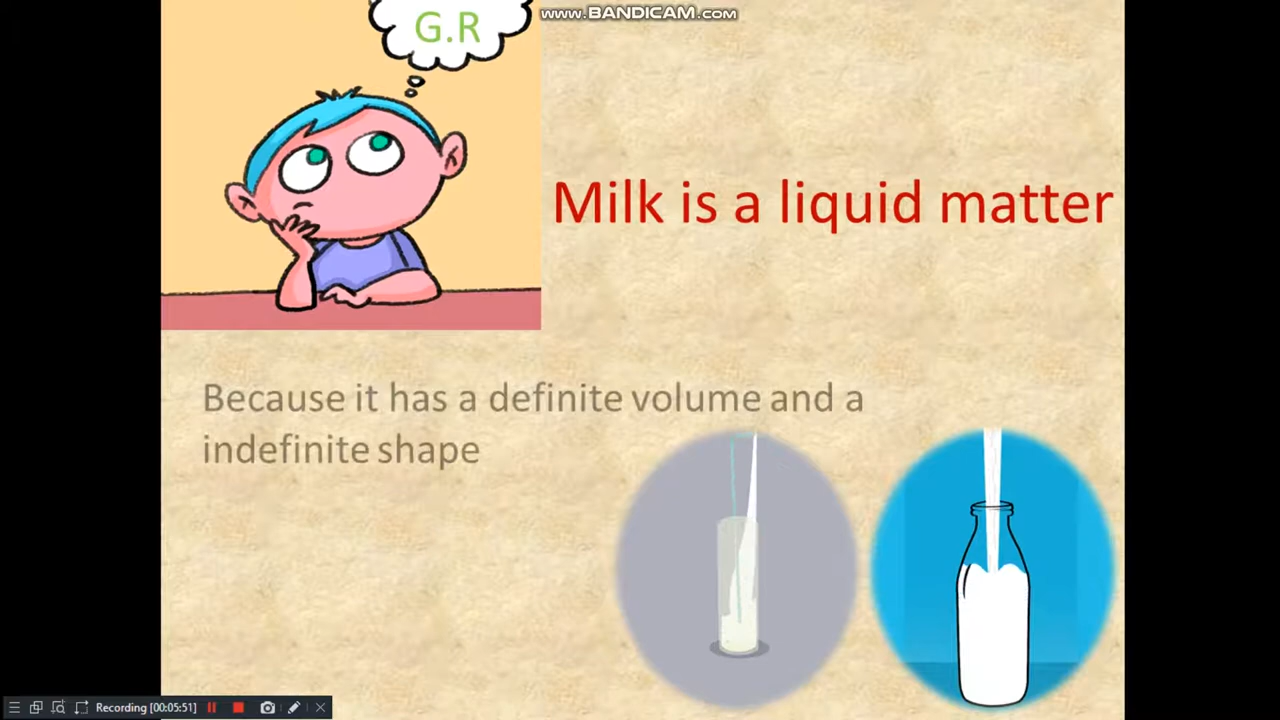 www.BANDICAM.com
G.R
Milk is a liquid matter
Because it has a definite volume and a
indefinite shape
Recording [00:05:51]